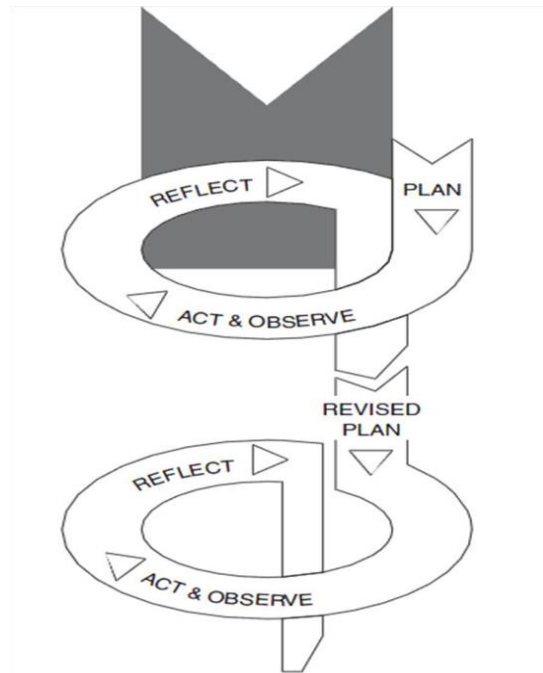 PLAN
REFLECT
ACT & OBSERVE
REVISED
PLAN
REFLECT
ACT & OBSERVE